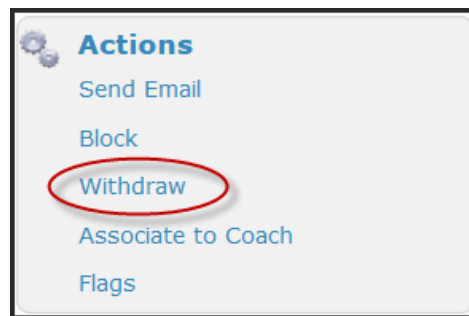 Actions
Send Email
Block
Withdraw
Associate to Coach
Flags